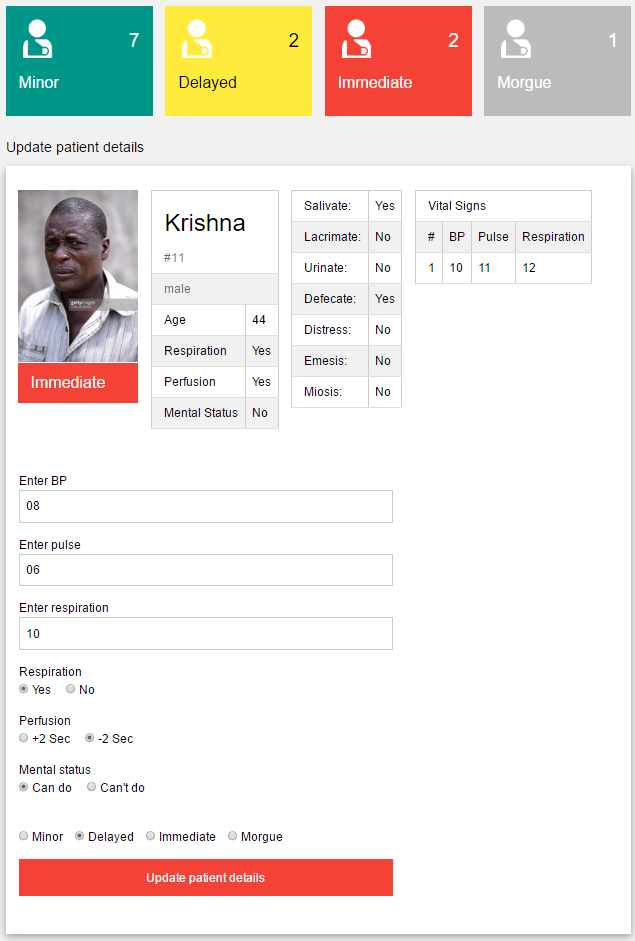 7
Minor
2
Delayed
2
Immediate
1
Morgue
Update patient details
gettyimages
Immediate
Krishna
#11
male
Age 44
Respiration Yes
Perfusion Yes
Mental Status No
Salivate: Yes
Lacrimate: No
Urinate: No
Defecate: Yes
Distress: No
Emesis: No
Miosis: No
Vital Signs
# BP Pulse Respiration
1 10 11 12
Enter BP
08
Enter pulse
06
Enter respiration
10
Respiration
Yes No
Perfusion
+2 Sec -2 Sec
Mental status
Can do Can't do
Minor Delayed Immediate Morgue
Update patient details